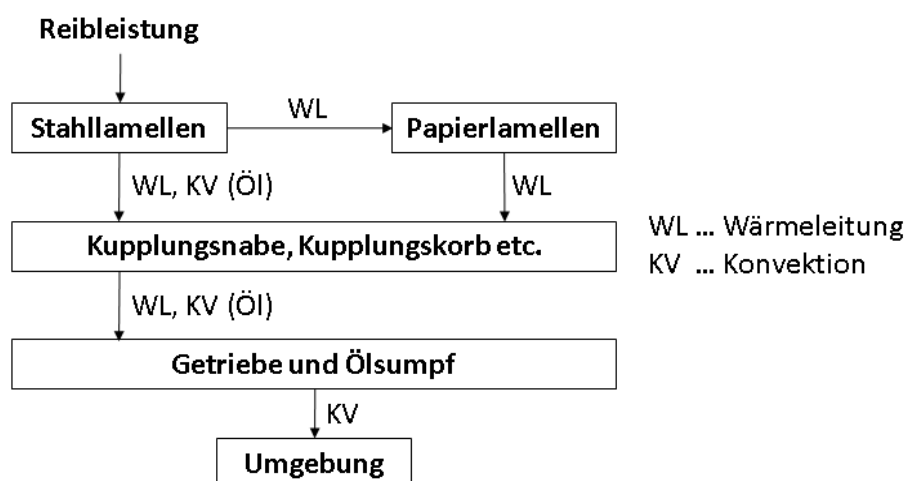 Reibleistung
Stahllamellen
WL
Papierlamellen
WL, KV (Öl)
WL
Kupplungsnabe, Kupplungskorb etc.
WL ... Wärmeleitung
KV ... Konvektion
WL, KV (Öl)
Getriebe und Ölsumpf
KV
Umgebung